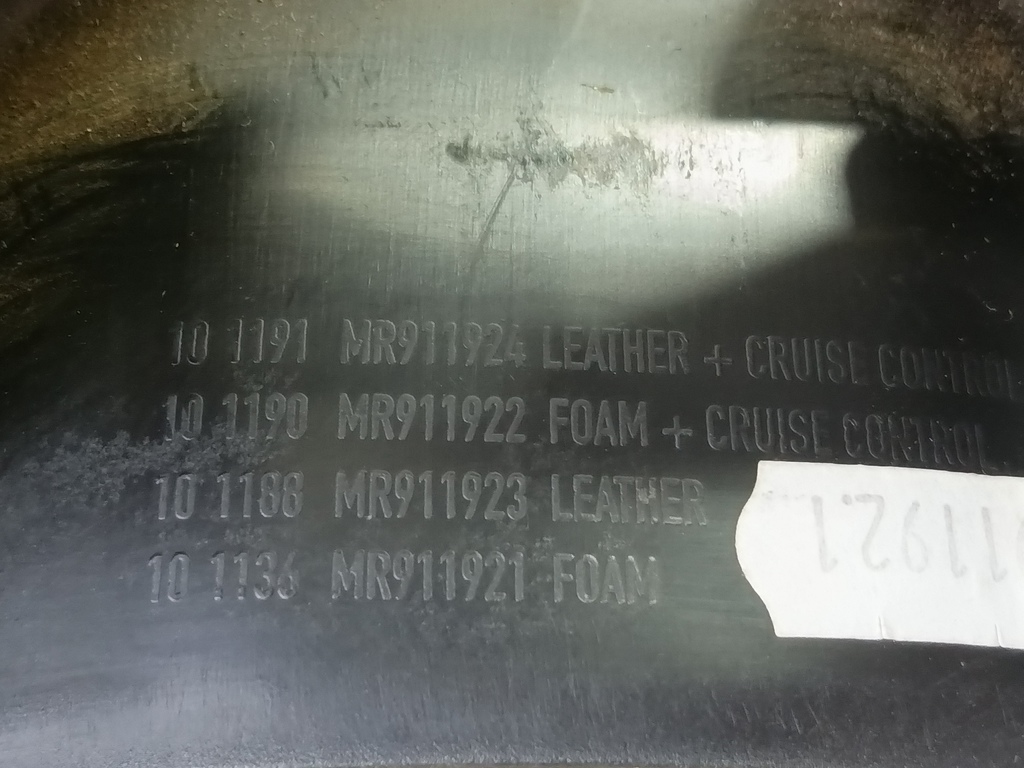 10 1191 MR911924 LEATHER + CRUISE CONTROL
10 1190 MR911922 FOAM + CRUISE CONTROL
10 1188 MR911923 LEATHER
10 1136 MR911921 FOAM